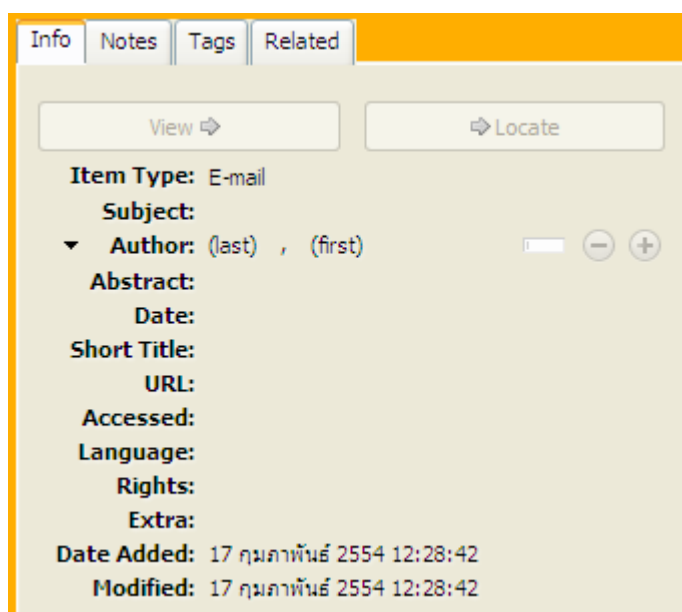 Info Notes Tags Related
View Locate
Item Type: E-mail
Subject:
Author: (last) , (first)
Abstract:
Date:
Short Title:
URL:
Accessed:
Language:
Rights:
Extra:
Date Added: 17 กุมภาพันธ์ 2554 12:28:42
Modified: 17 กุมภาพันธ์ 2554 12:28:42